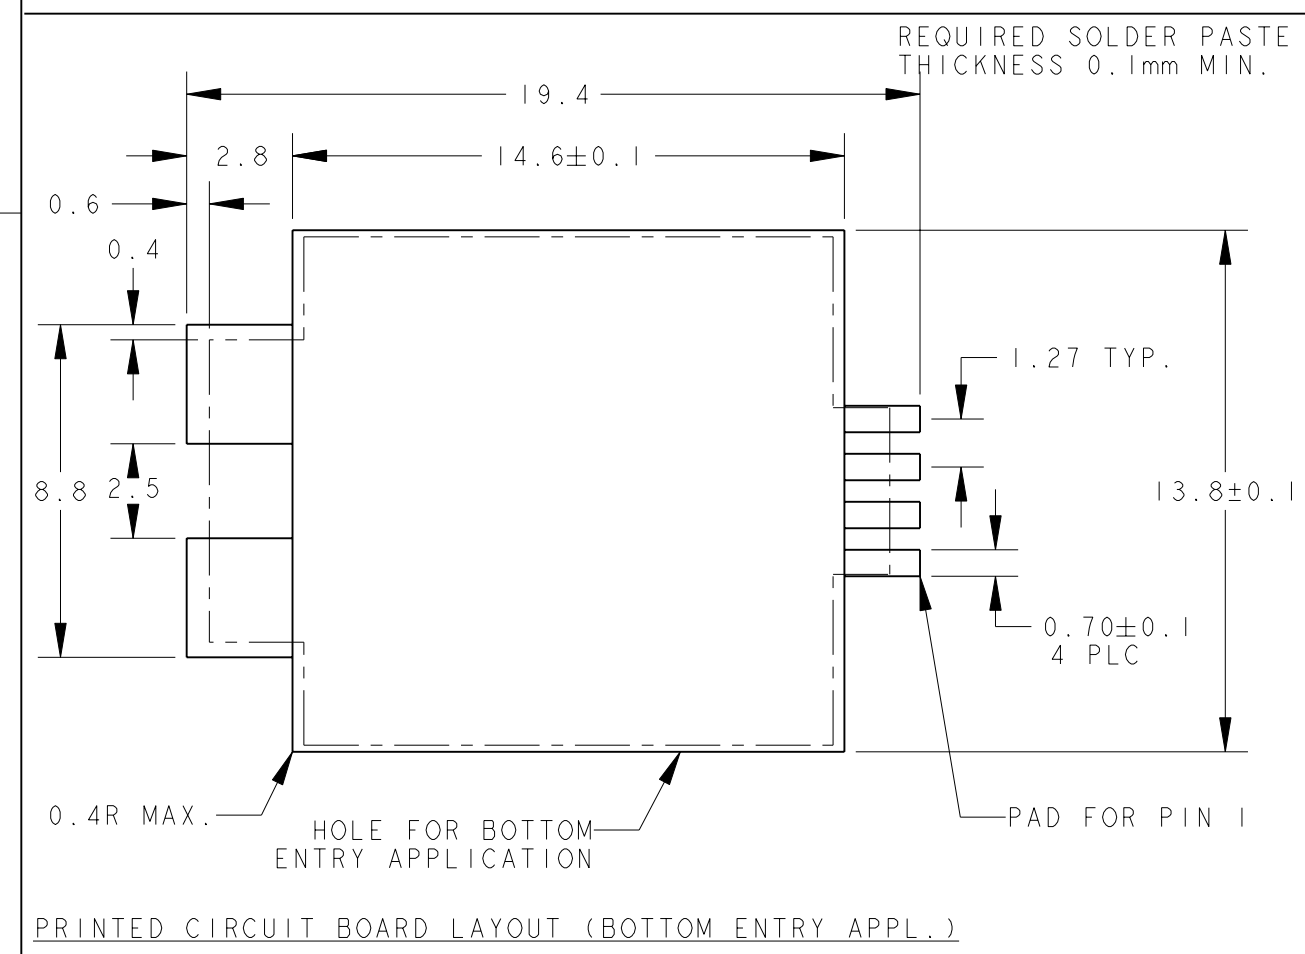 REQUIRED SOLDER PASTE
THICKNESS 0.1mm MIN.
19.4
2.8
14.6±0.1
0.6
0.4
1.27 TYP.
8.8
2.5
13.8±0.1
0.70±0.1
4 PLC
0.4R MAX.
HOLE FOR BOTTOM
ENTRY APPLICATION
PAD FOR PIN 1
PRINTED CIRCUIT BOARD LAYOUT (BOTTOM ENTRY APPL.)